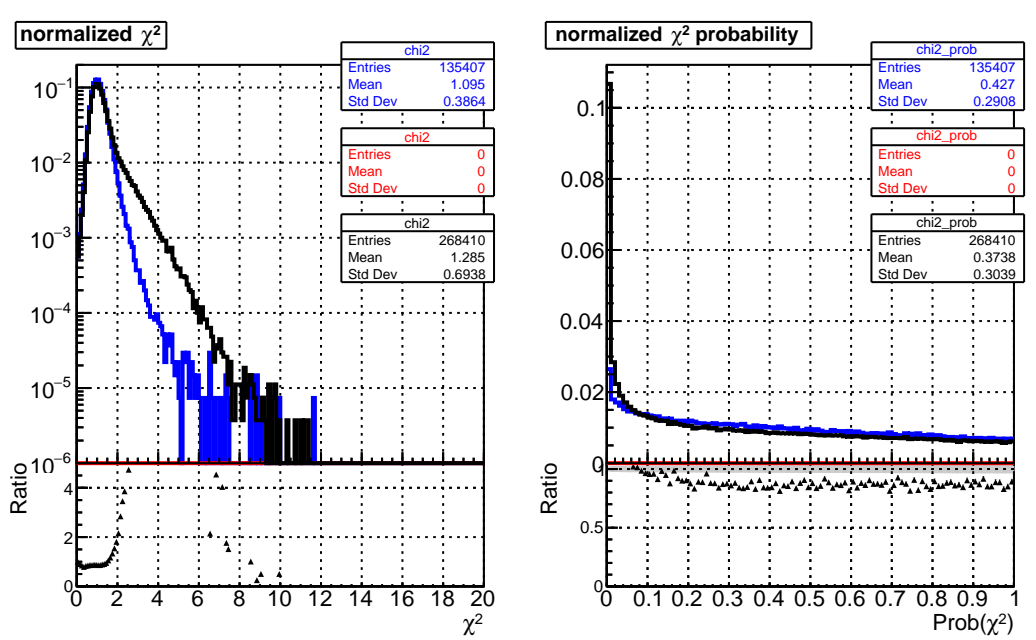 normalized χ²
chi2
Entries 135407
Mean 1.095
Std Dev 0.3864
chi2
Entries 0
Mean 0
Std Dev 0
chi2
Entries 268410
Mean 1.285
Std Dev 0.6938
10⁻¹
10⁻²
10⁻³
10⁻⁴
10⁻⁵
10⁻⁶
Ratio
4
2
0
0 2 4 6 8 10 12 14 16 18 20
χ²
normalized χ² probability
chi2_prob
Entries 135407
Mean 0.427
Std Dev 0.2908
chi2_prob
Entries 0
Mean 0
Std Dev 0
chi2_prob
Entries 268410
Mean 0.3738
Std Dev 0.3039
0.1
0.08
0.06
0.04
0.02
0
Ratio
0.5
0
0 0.1 0.2 0.3 0.4 0.5 0.6 0.7 0.8 0.9 1
Prob(χ²)